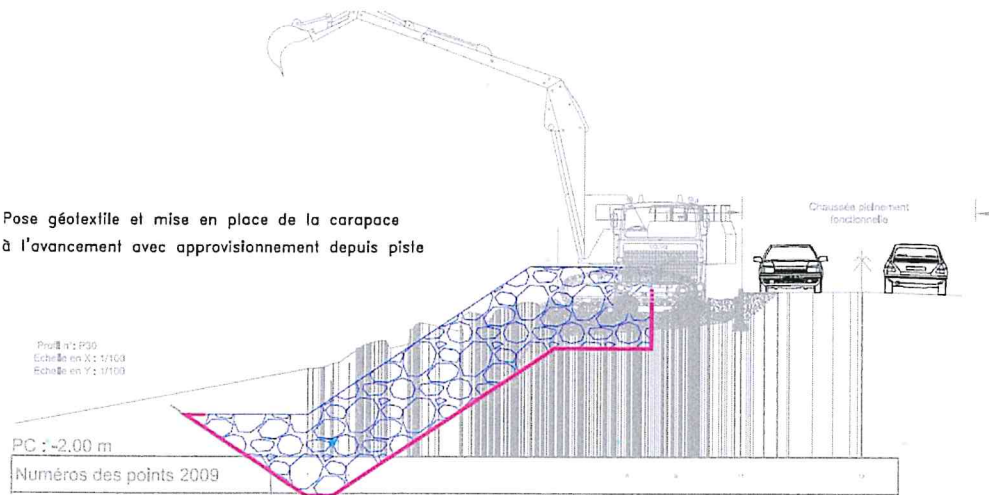 Chaussée pleinement
fonctionnelle
Pose géotextile et mise en place de la carapace
à l'avancement avec approvisionnement depuis piste
Profil n°: P30
Echelle en X : 1/100
Echelle en Y : 1/100
PC : -2.00 m
Numéros des points 2009